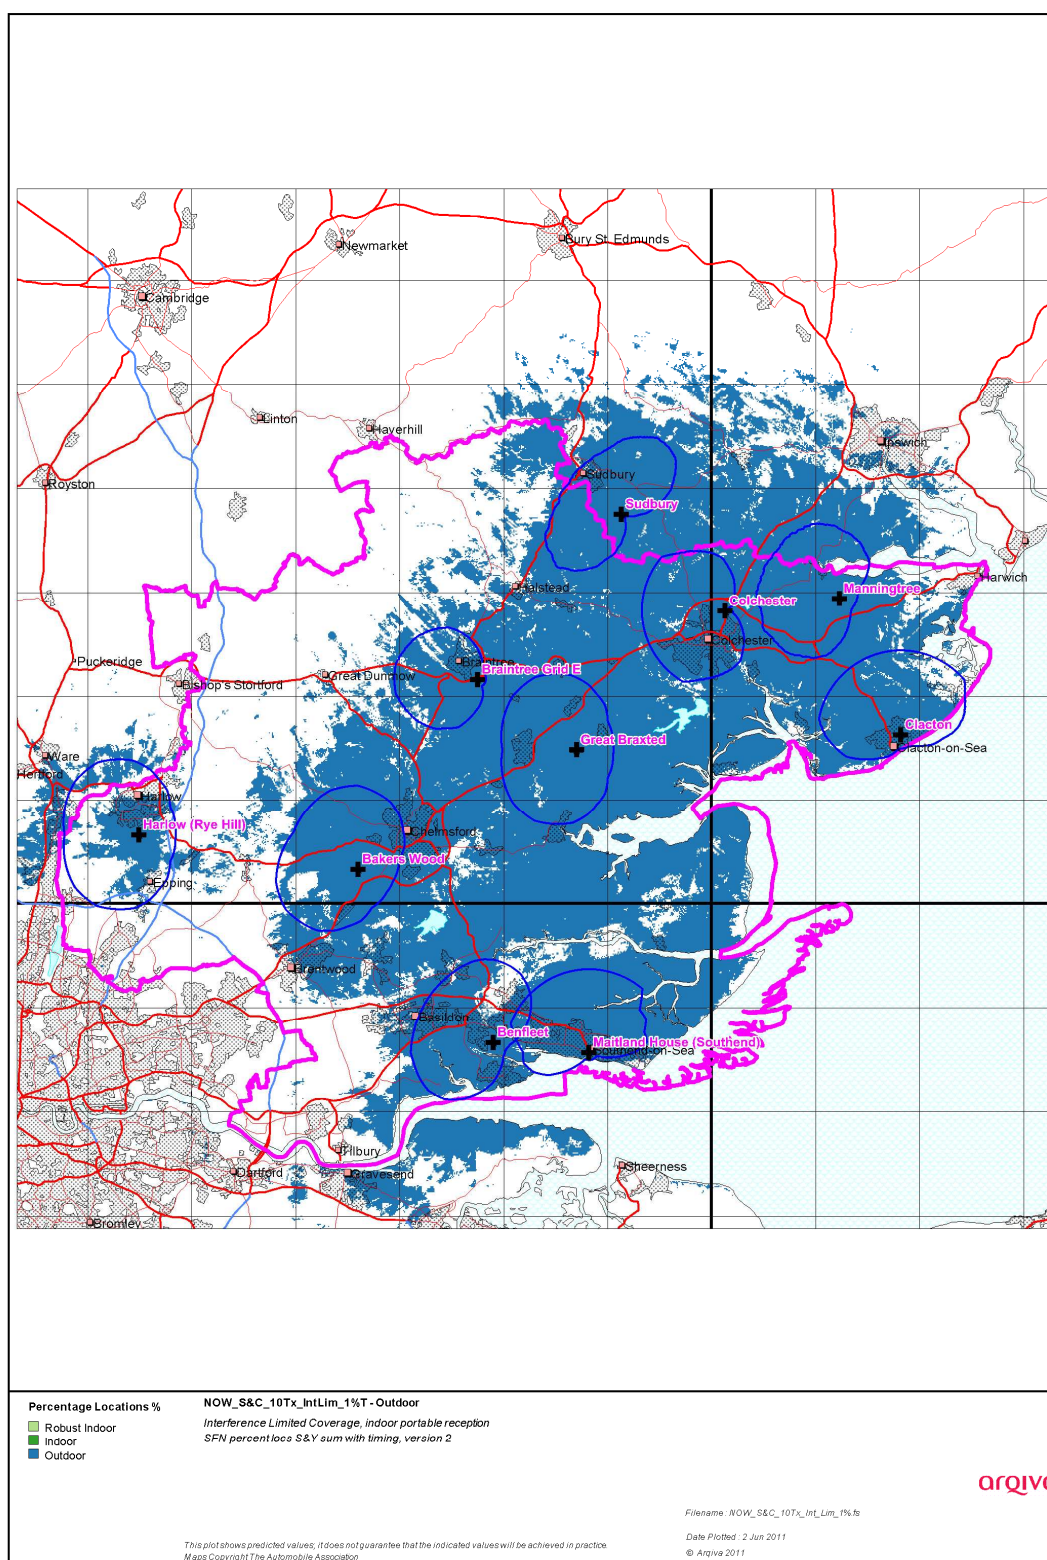 Newmarket
Bury St. Edmunds
Cambridge
Linton
Haverhill
Ipswich
Royston
Sudbury
Sudbury
Harwich
Halstead
Manningtree
Colchester
Colchester
Puckeridge
Braintree
Braintree Grid E
Great Dunmow
Bishop's Stortford
Clacton
Clacton-on-Sea
Great Braxted
Ware
Hertford
Harlow
Harlow (Rye Hill)
Chelmsford
Bakers Wood
Epping
Brentwood
Basildon
Benfleet
Maitland House (Southend)
Southend-on-Sea
Tilbury
Dartford
Gravesend
Sheerness
Bromley
Percentage Locations %
Robust Indoor
Indoor
Outdoor
NOW_S&C_10Tx_IntLim_1%T - Outdoor
Interference Limited Coverage, indoor portable reception
SFN percent locs S&Y sum with timing, version 2
arqiva
Filename : NOW_S&C_10Tx_Int_Lim_1%.fs
Date Plotted : 2 Jun 2011
© Arqiva 2011
This plot shows predicted values; it does not guarantee that the indicated values will be achieved in practice
Maps Copyright The Automobile Association